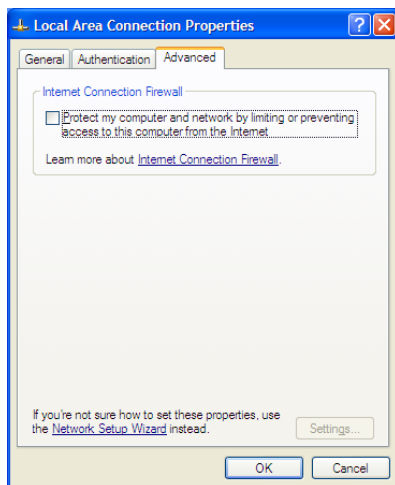 Local Area Connection Properties
General Authentication Advanced
Internet Connection Firewall
Protect my computer and network by limiting or preventing
access to this computer from the Internet
Learn more about Internet Connection Firewall.
If you're not sure how to set these properties, use
the Network Setup Wizard instead.
Settings...
OK Cancel